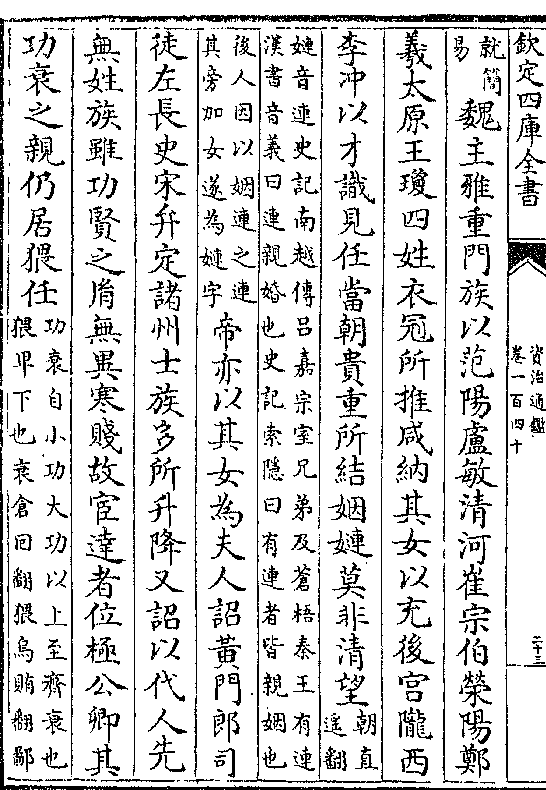 欽定四庫全書
資治通鑑
卷一百四十
二十三
就簡
易
魏主雅重門族以范陽盧敏清河崔宗伯滎陽鄭
羲太原王瓊四姓衣冠所推咸納其女以充後宮隴西
李沖以才識見任當朝貴重所結姻㜕莫非清望
朝直
遥翻
㜕音連史記南越傳吕嘉宗室兄弟及蒼梧秦王有連
漢書音義曰連親婚也史記索隱曰有連者皆親姻也
後人因以姻連之連
其旁加女遂為㜕字
帝亦以其女為夫人詔黃門郎司
徒左長史宋弁定諸州士族多所升降又詔以代人先
無姓族雖功賢之㣧無異寒賤故宦達者位極公卿其
功衰之親仍居猥任
功衰自小功大功以上至齊衰也
猥卑下也衰倉回翻猥烏賄翻鄙